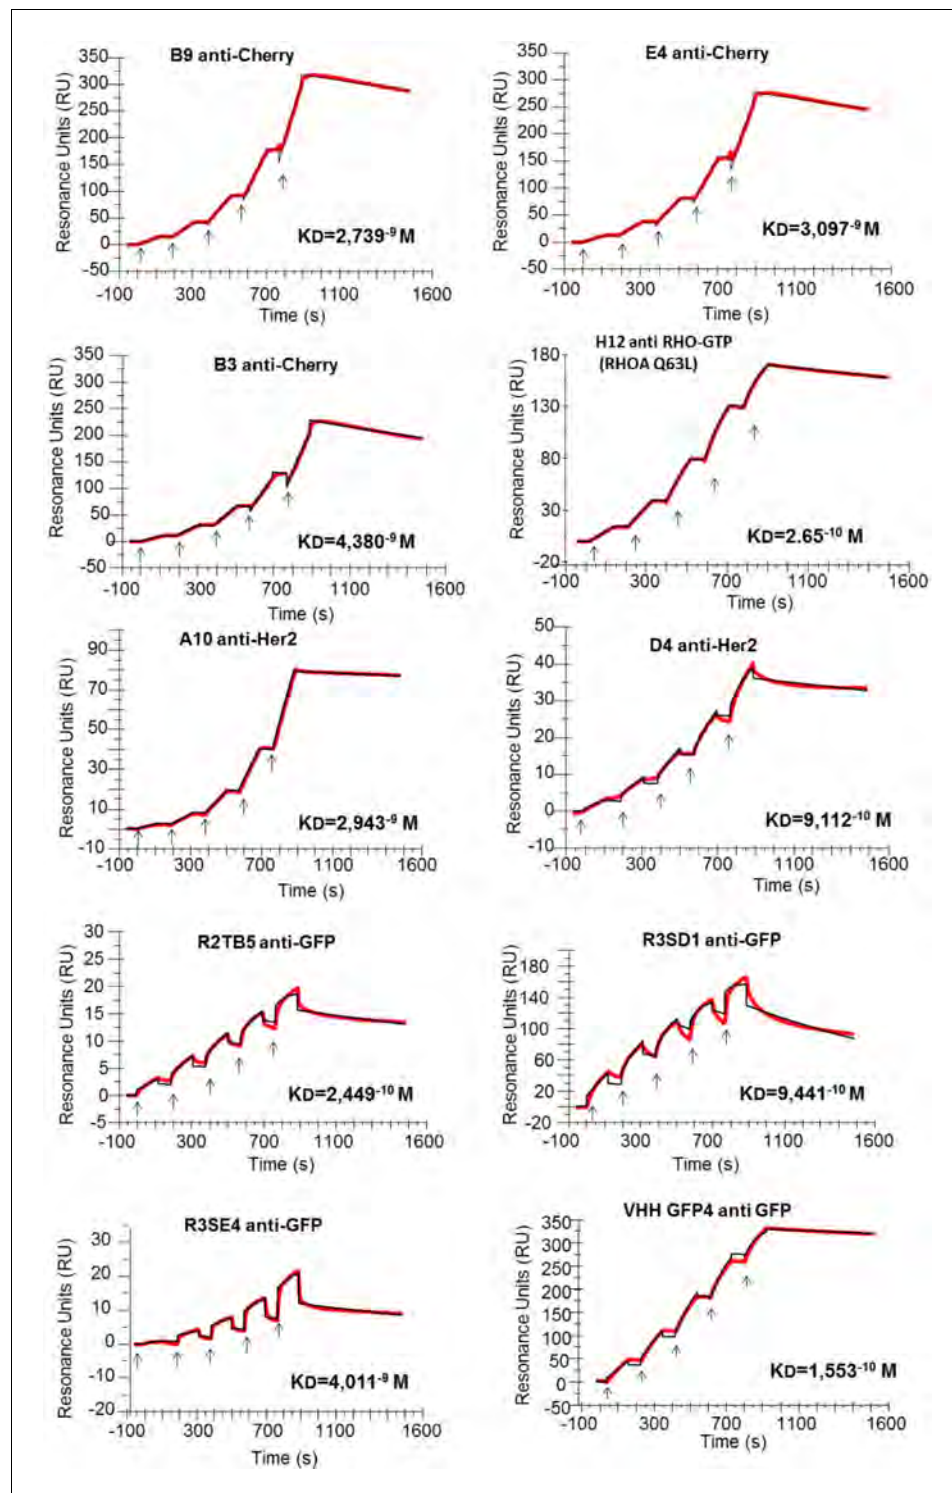 B9 anti-Cherry
Resonance Units (RU)
350
300
250
200
150
100
50
0
-50
KD=2,739-9 M
-100 300 700 1100 1600
Time (s)
E4 anti-Cherry
Resonance Units (RU)
350
300
250
200
150
100
50
0
-50
KD=3,097-9 M
-100 300 700 1100 1600
Time (s)
B3 anti-Cherry
Resonance Units (RU)
350
300
250
200
150
100
50
0
-50
KD=4,380-9 M
-100 300 700 1100 1600
Time (s)
H12 anti RHO-GTP
(RHOA Q63L)
Resonance Units (RU)
180
130
80
30
-20
KD=2.65-10 M
-100 300 700 1100 1600
Time (s)
A10 anti-Her2
Resonance Units (RU)
90
70
50
30
10
-10
KD=2,943-9 M
-100 300 700 1100 1600
Time (s)
D4 anti-Her2
Resonance Units (RU)
50
40
30
20
10
0
-10
KD=9,112-10 M
-100 300 700 1100 1600
Time (s)
R2TB5 anti-GFP
Resonance Units (RU)
30
25
20
15
10
5
0
-5
KD=2,449-10 M
-100 300 700 1100 1600
Time (s)
R3SD1 anti-GFP
Resonance Units (RU)
180
140
100
60
20
-20
KD=9,441-10 M
-100 300 700 1100 1600
Time (s)
R3SE4 anti-GFP
Resonance Units (RU)
30
20
10
0
-10
-20
KD=4,011-9 M
-100 300 700 1100 1600
Time (s)
VHH GFP4 anti GFP
Resonance Units (RU)
350
300
250
200
150
100
50
0
-50
KD=1,553-10 M
-100 300 700 1100 1600
Time (s)